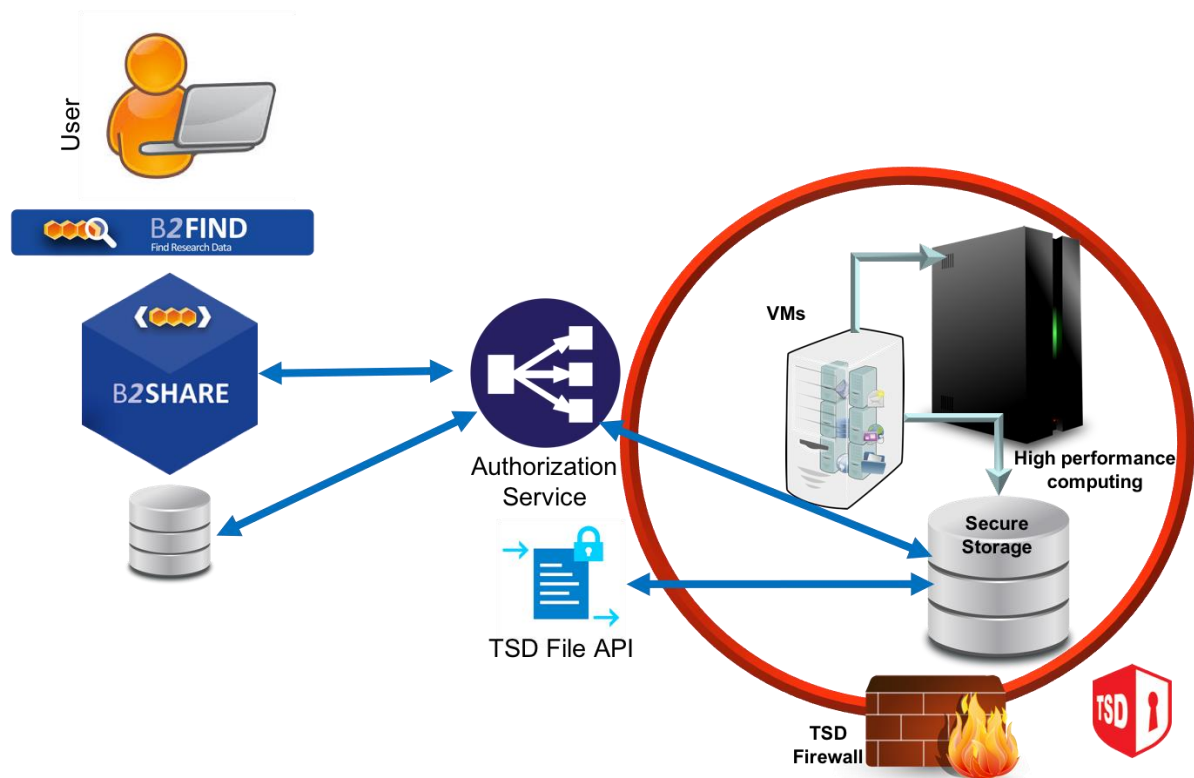 User
B2FIND
Find Research Data
B2SHARE
Authorization
Service
TSD File API
VMs
High performance
computing
Secure
Storage
TSD
Firewall
TSD